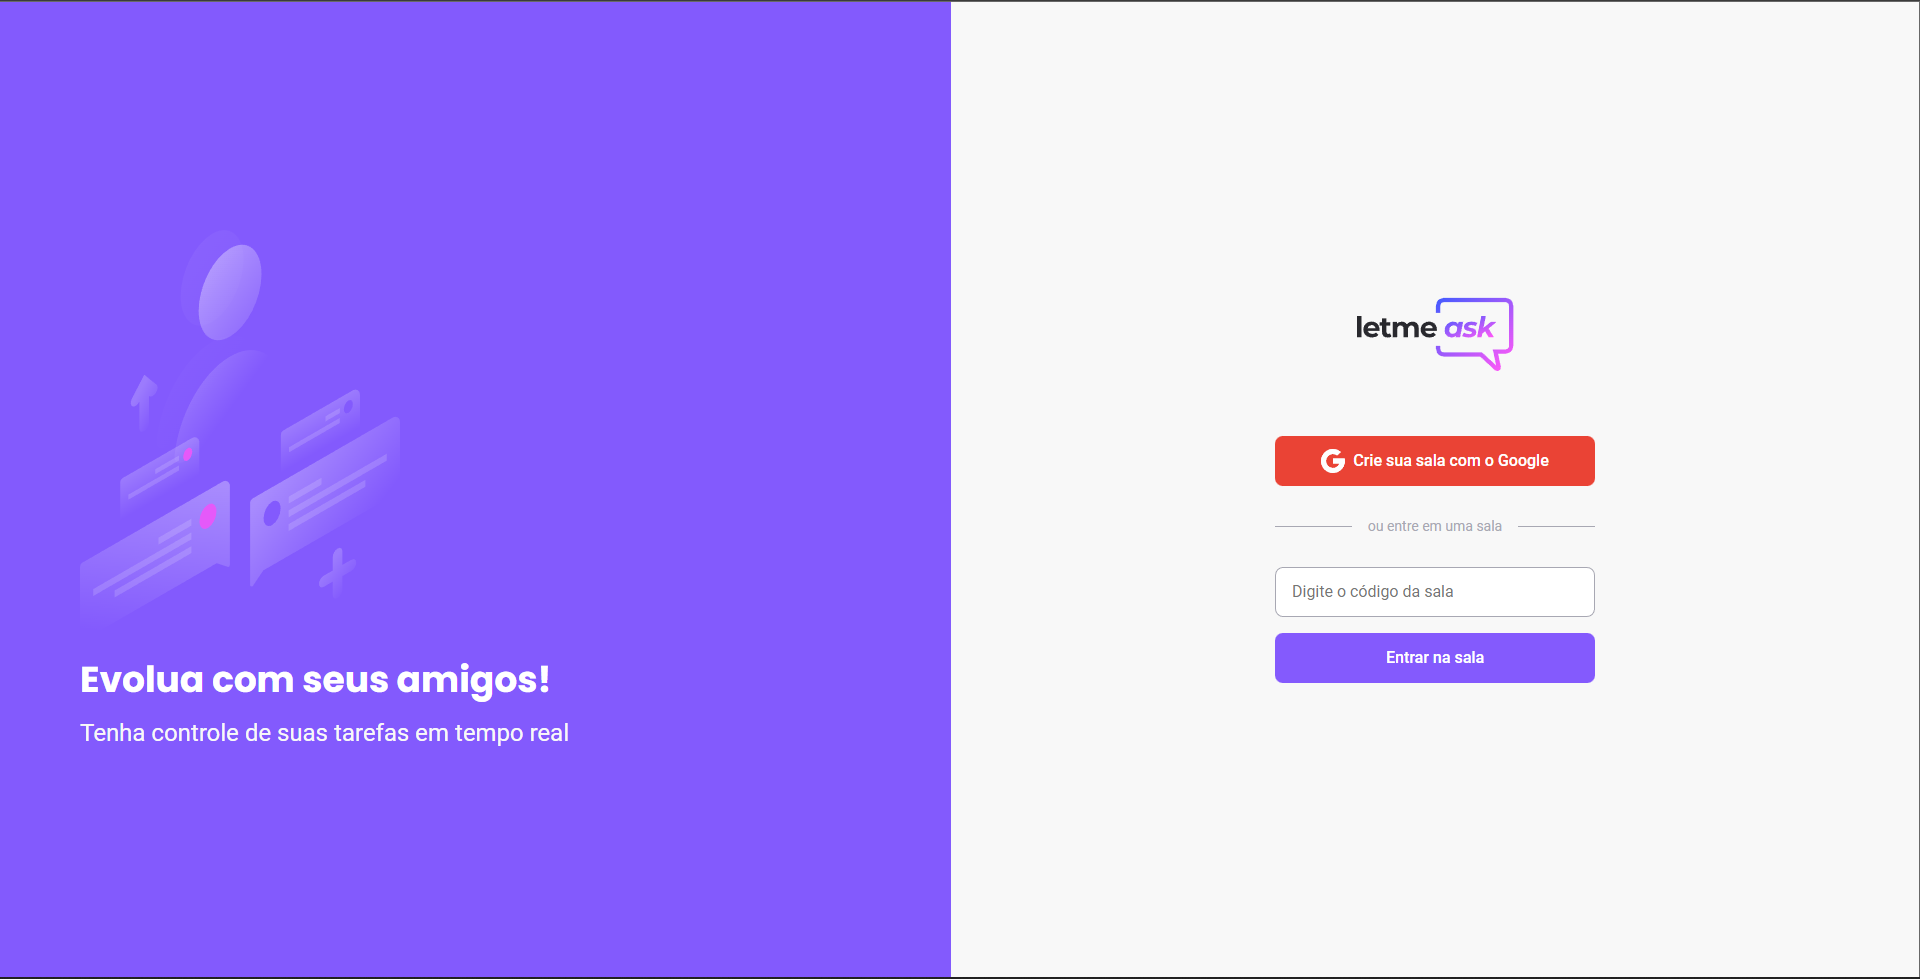 Evolua com seus amigos!
Tenha controle de suas tarefas em tempo real
letme ask
Crie sua sala com o Google
ou entre em uma sala
Digite o código da sala
Entrar na sala